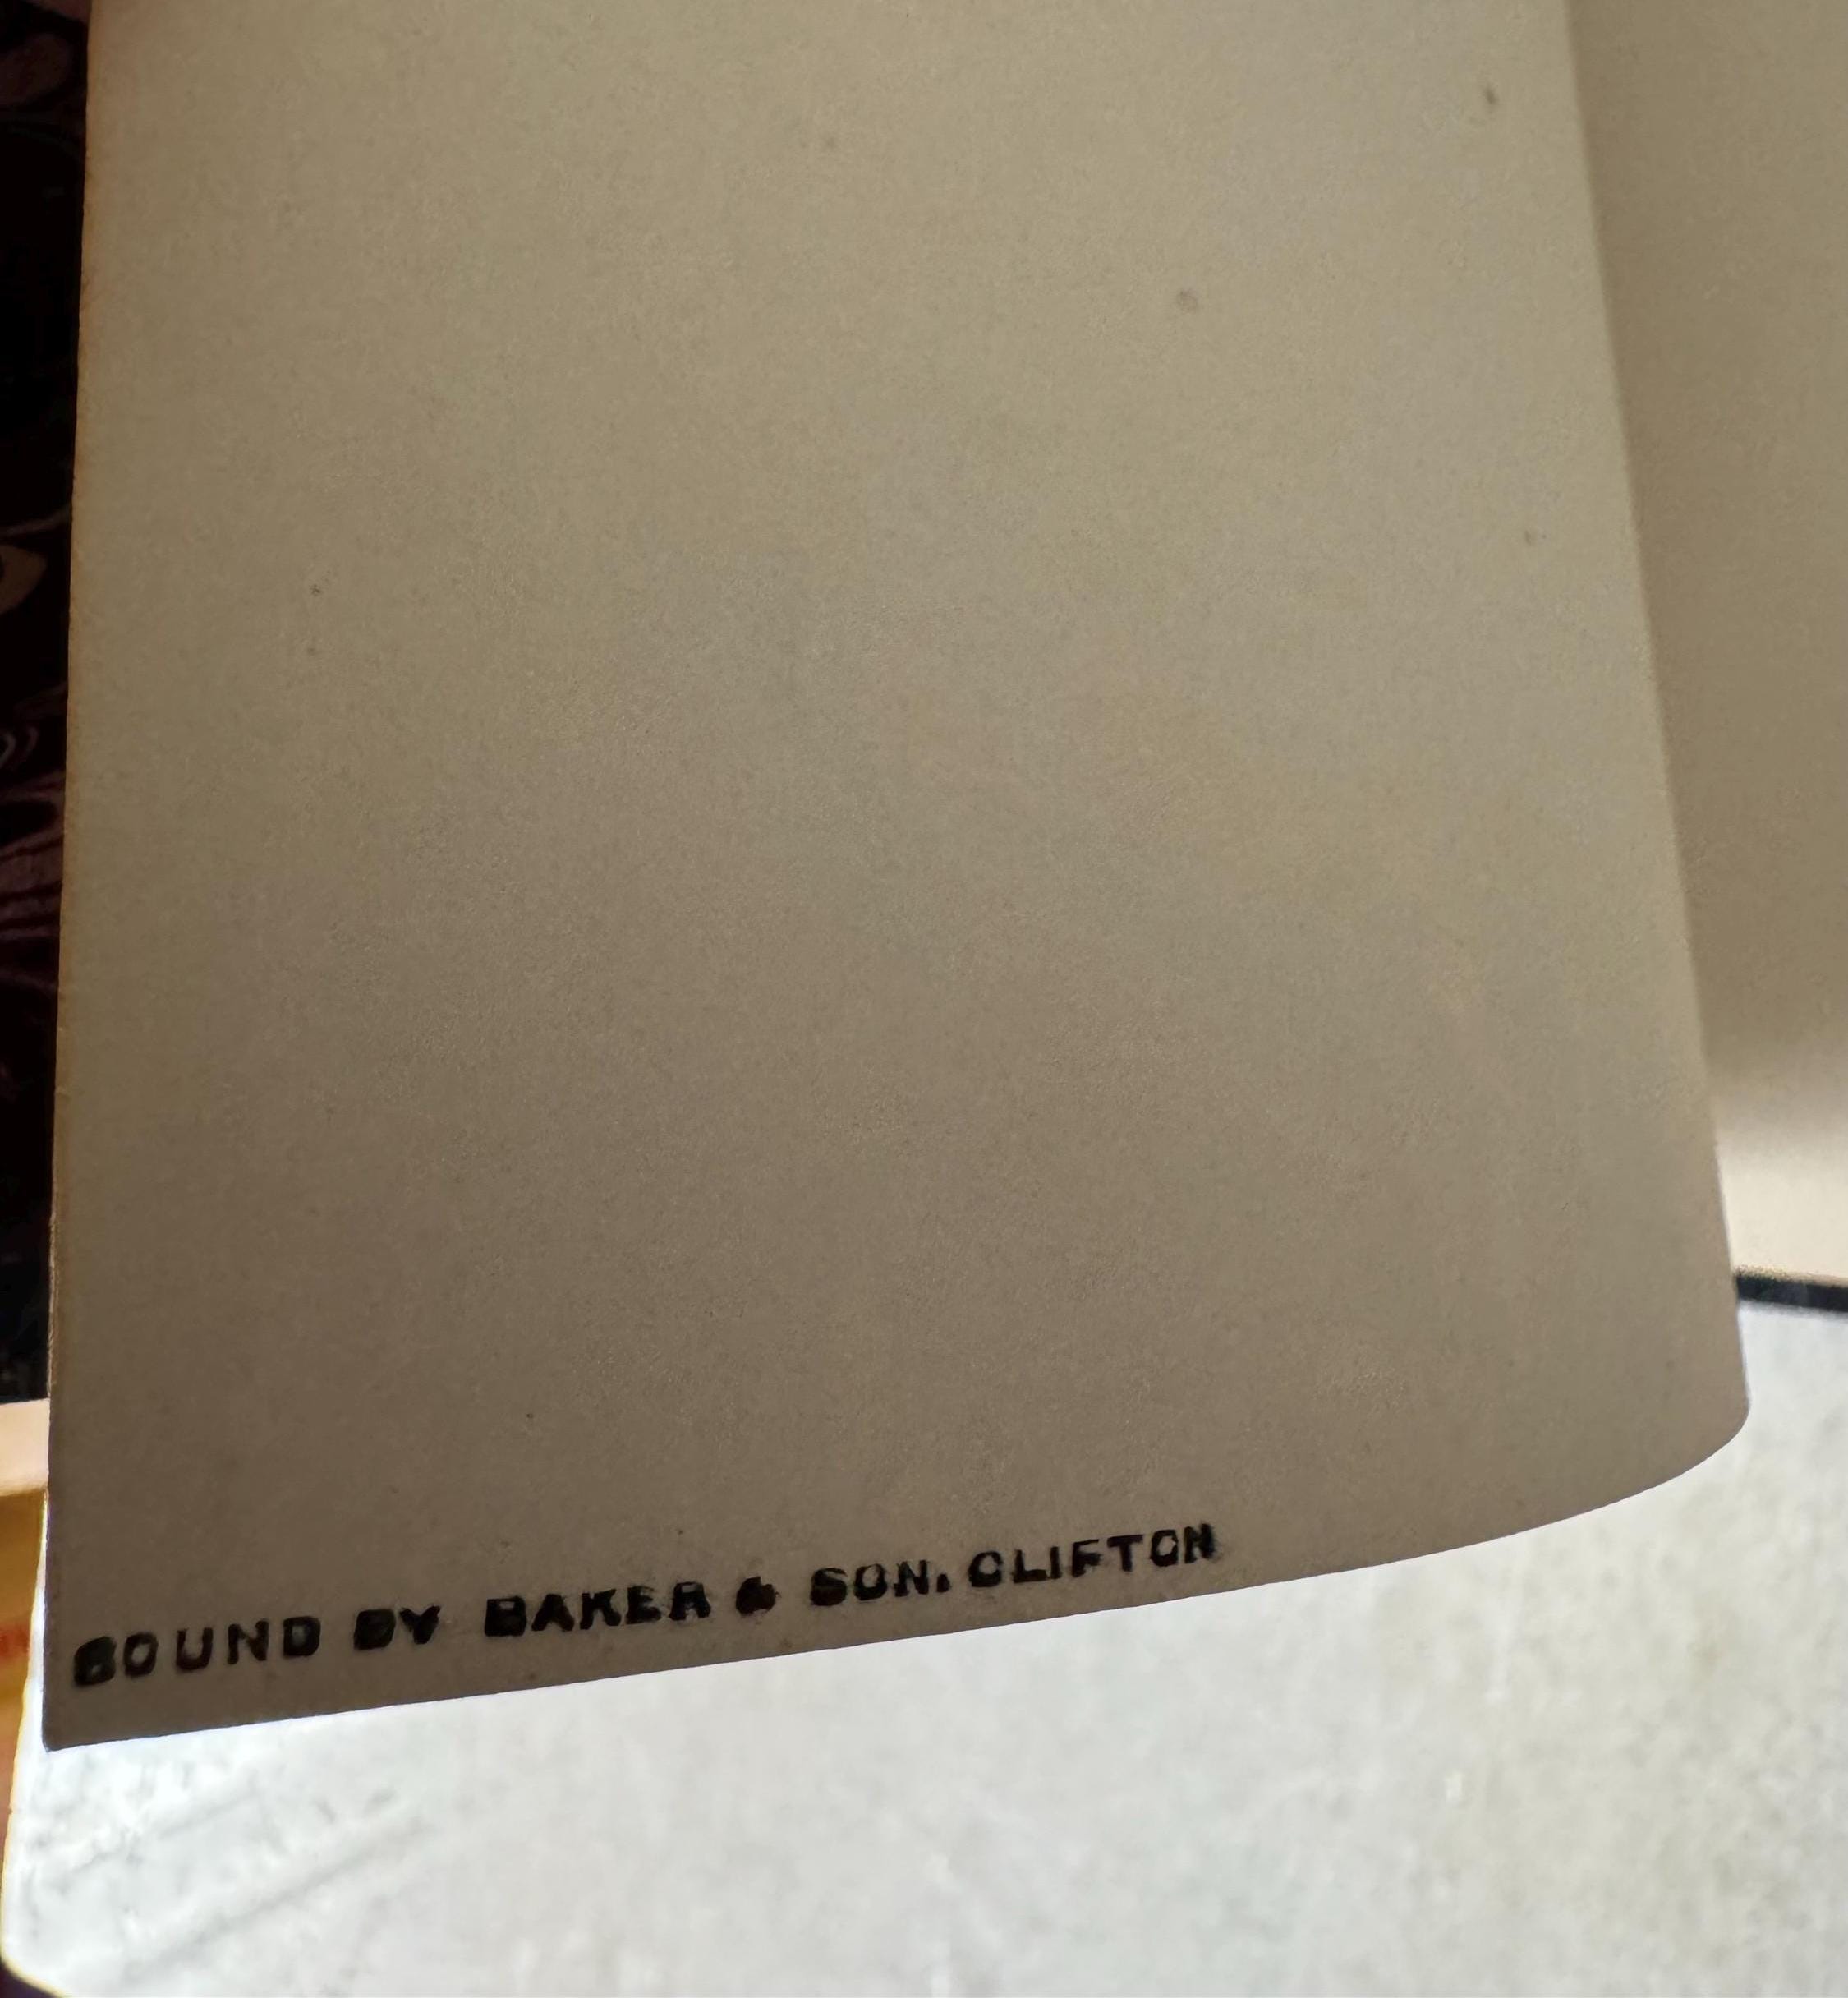 BOUND BY BAKER & SON. CLIFTON